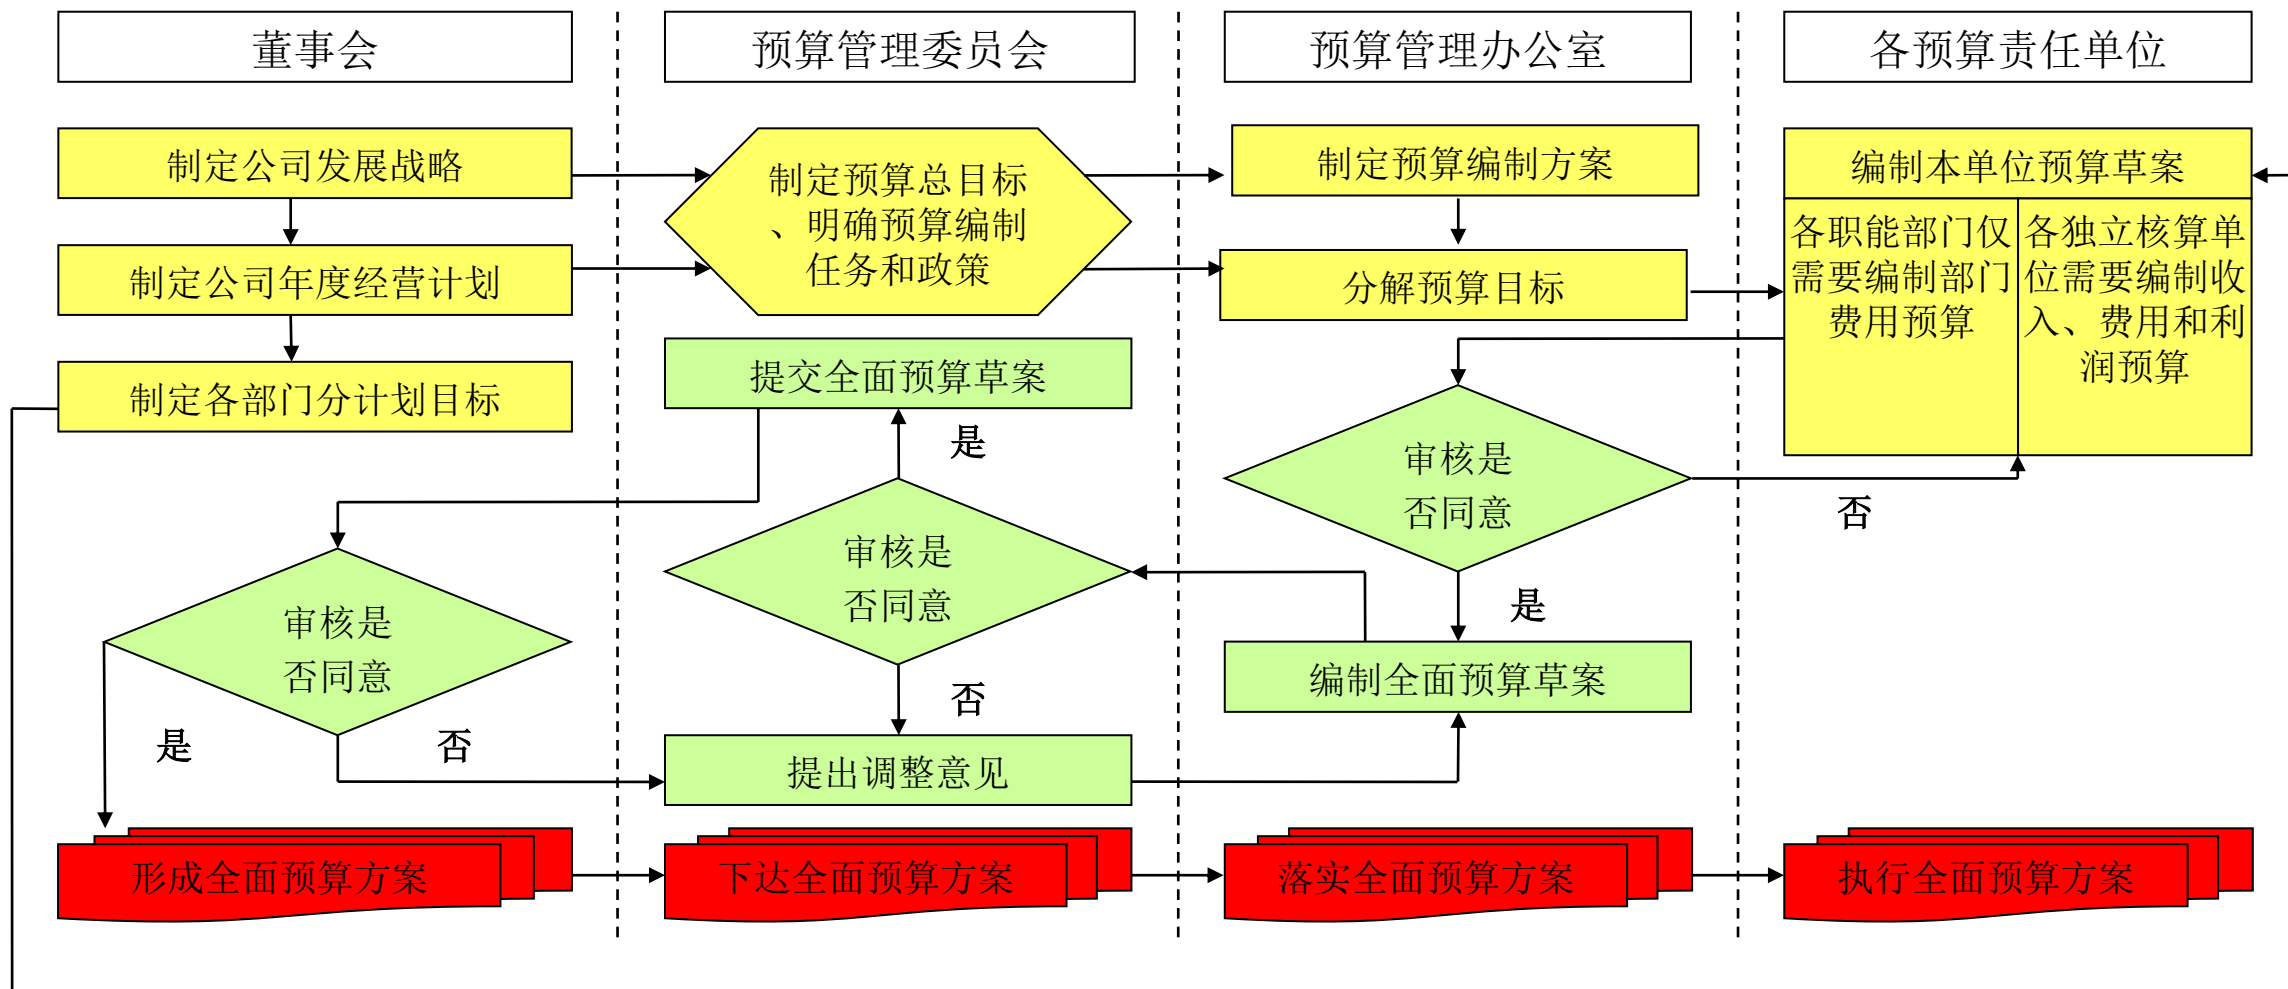 董事会
预算管理委员会
预算管理办公室
各预算责任单位
制定公司发展战略
制定公司年度经营计划
制定各部门分计划目标
制定预算总目标
、明确预算编制
任务和政策
制定预算编制方案
分解预算目标
编制本单位预算草案
各职能部门仅
需要编制部门
费用预算
各独立核算单
位需要编制收
入、费用和利
润预算
提交全面预算草案
是
审核是
否同意
否
审核是
否同意
是
审核是
否同意
编制全面预算草案
否
是
否
提出调整意见
形成全面预算方案
下达全面预算方案
落实全面预算方案
执行全面预算方案